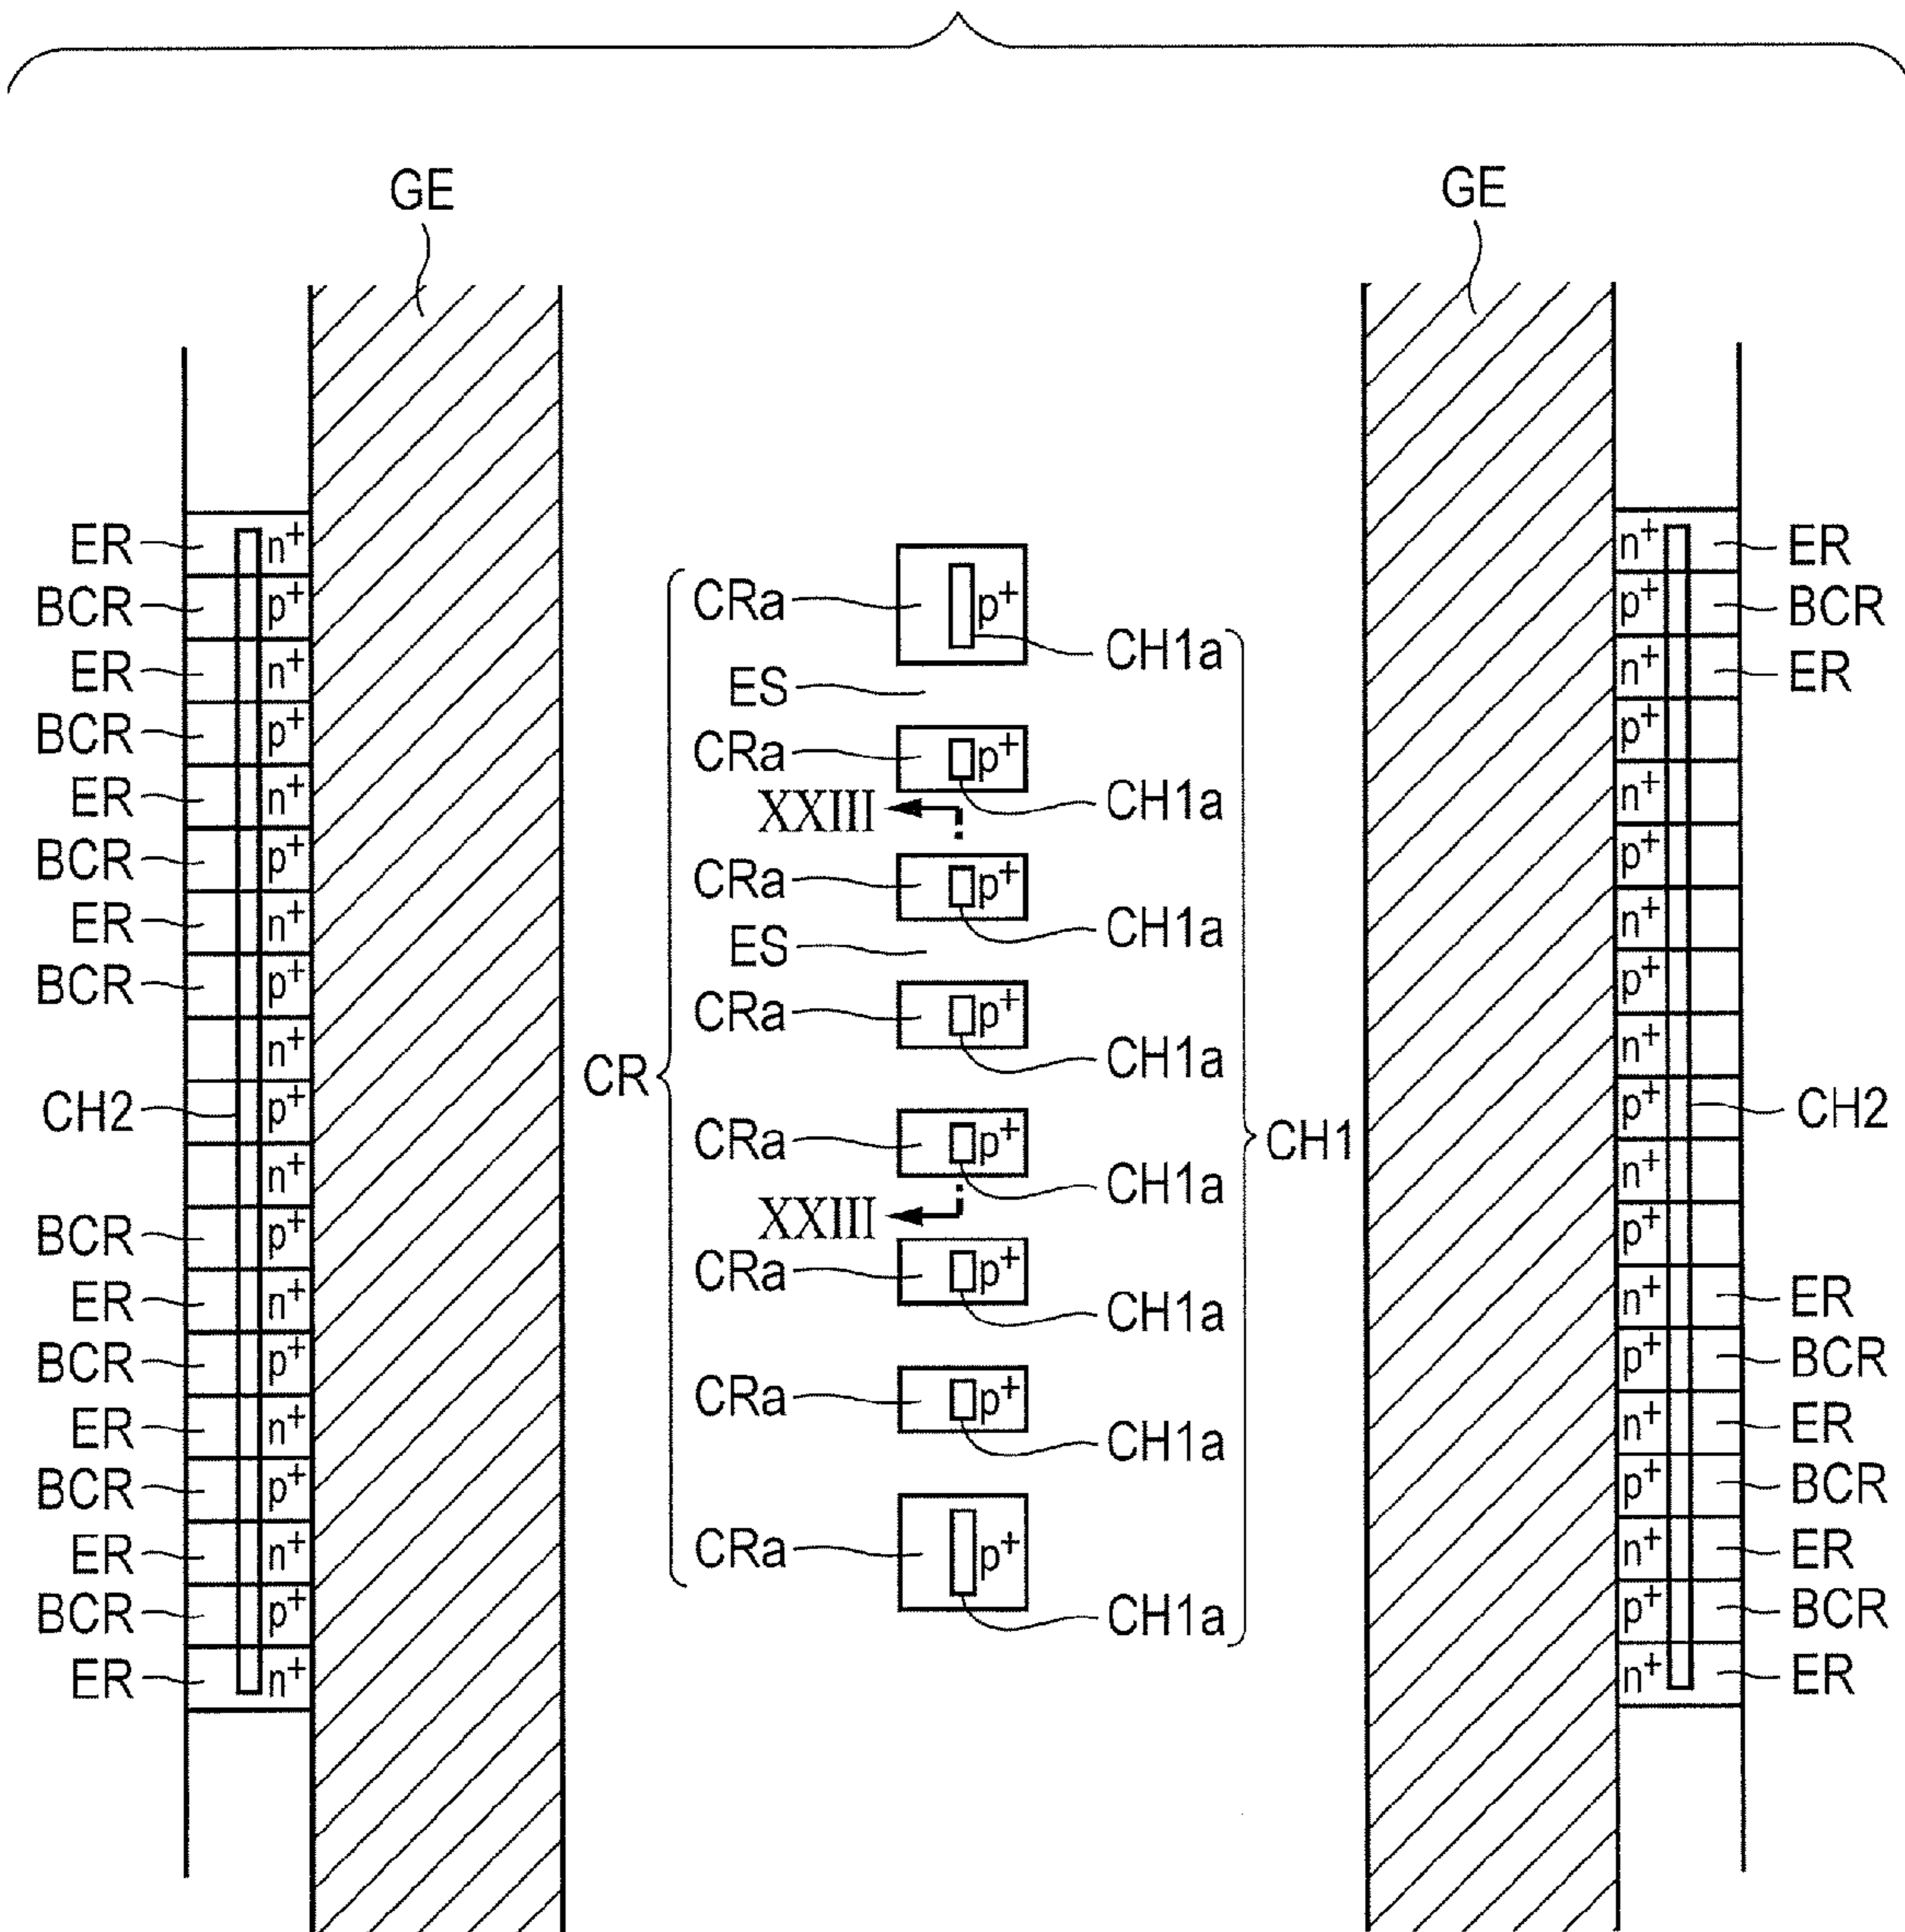 GE GE
ER n+ n+ ER
BCR p+ CRa p+ p+ BCR
ER n+ CH1a n+ ER
ES
BCR p+ CRa p+ p+
ER n+ CH1a n+
XXIII
BCR p+ CRa p+ p+
ER n+ CH1a n+
ES
BCR p+ CRa p+ p+
n+ CH1a n+
CR
CH2 p+ p+ CH2
CRa p+ CH1
n+ CH1a n+
XXIII
BCR p+ p+
CRa p+
ER n+ CH1a n+ ER
BCR p+ CRa p+ p+ BCR
ER n+ CH1a n+ ER
BCR p+ p+ BCR
ER n+ CRa p+ n+ ER
BCR p+ CH1a p+ BCR
ER n+ n+ ER